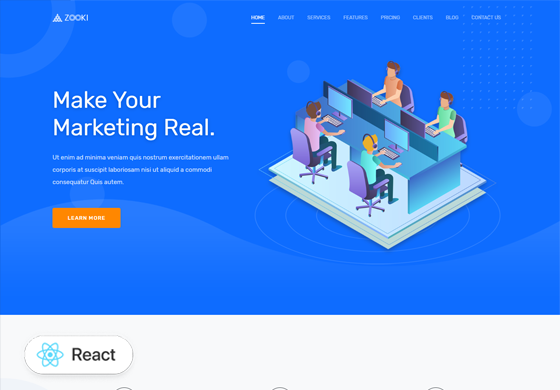 ZOOKI
HOME ABOUT SERVICES FEATURES PRICING CLIENTS BLOG CONTACT US
Make Your
Marketing Real.
Ut enim ad minima veniam quis nostrum exercitationem ullam
corporis at suscipit laboriosam nisi ut aliquid a commodi
consequatur Quis autem.
LEARN MORE
React